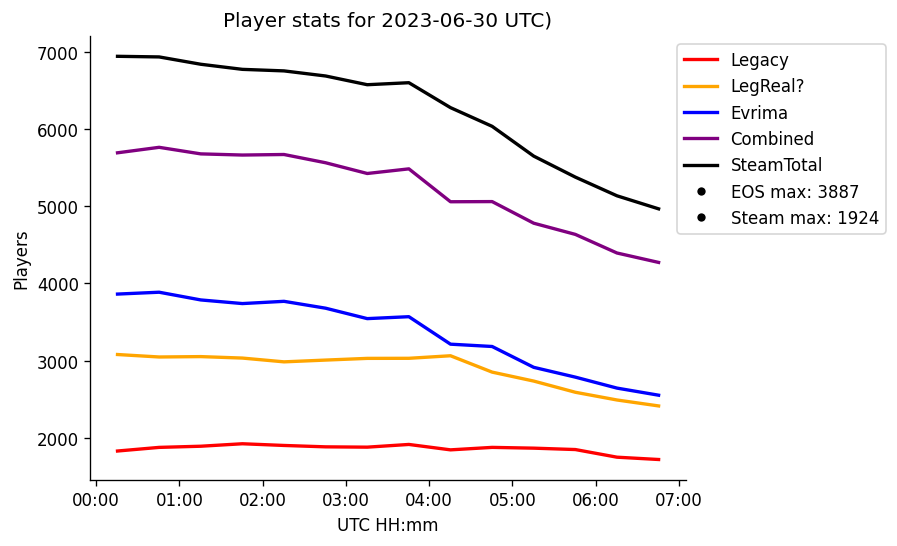 Player stats for 2023-06-30 UTC)
7000
6000
5000
4000
3000
2000
Players
00:00 01:00 02:00 03:00 04:00 05:00 06:00 07:00
UTC HH:mm
Legacy
LegReal?
Evrima
Combined
SteamTotal
EOS max: 3887
Steam max: 1924